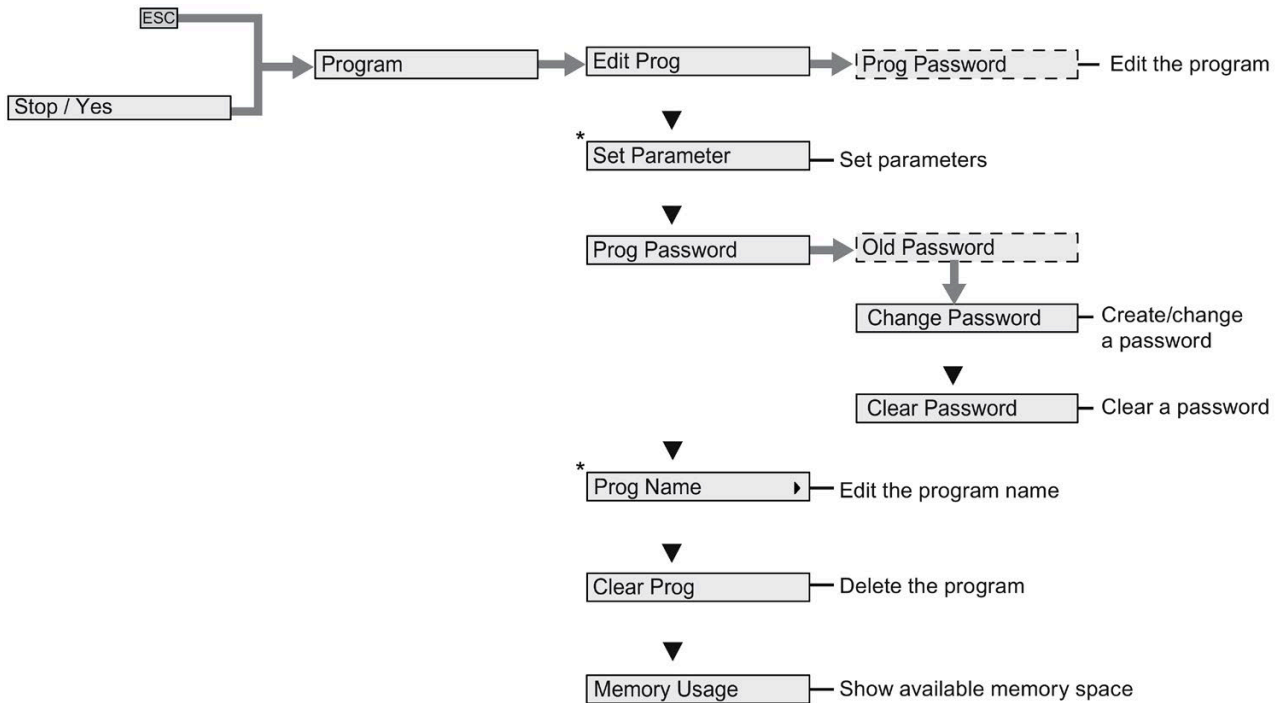 ESC
Stop / Yes
Program
Edit Prog
Prog Password
Edit the program
*
Set Parameter
Set parameters
Prog Password
Old Password
Change Password
Create/change
a password
Clear Password
Clear a password
*
Prog Name
Edit the program name
Clear Prog
Delete the program
Memory Usage
Show available memory space